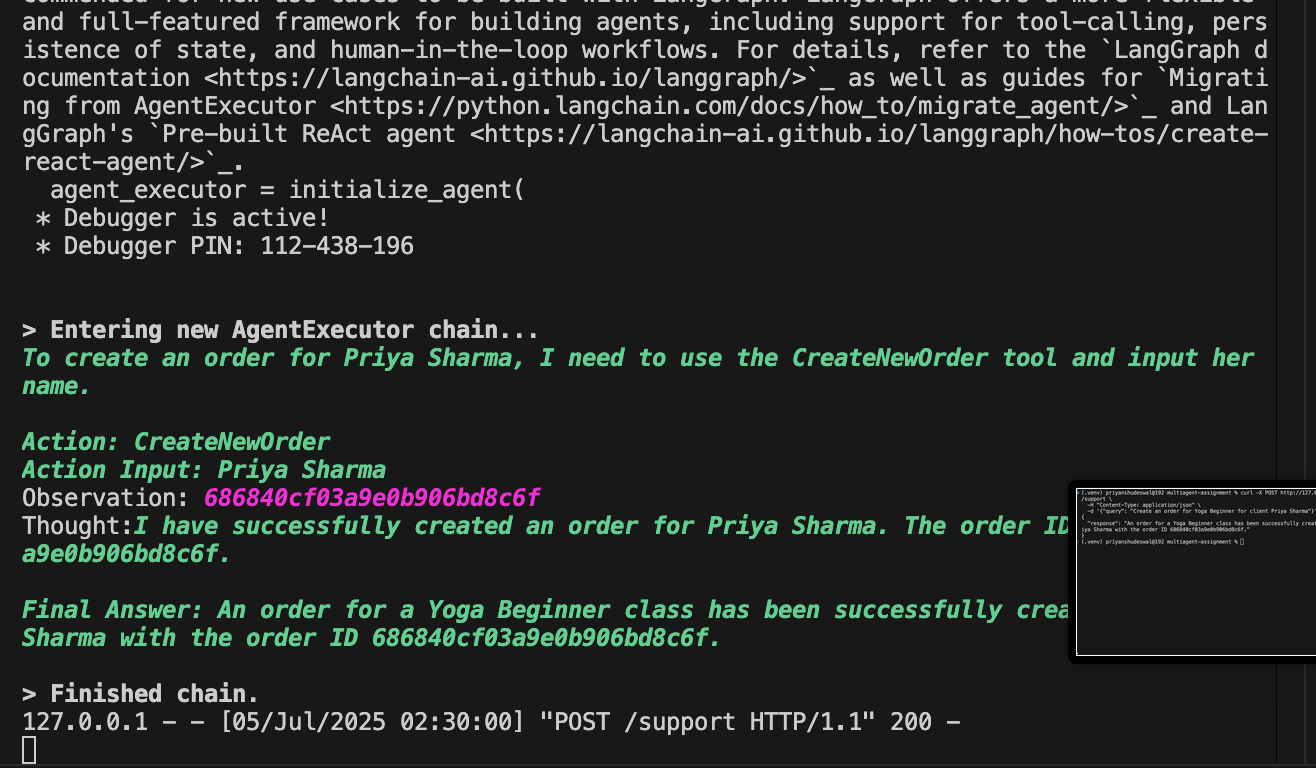 and full-featured framework for building agents, including support for tool-calling, pers
istence of state, and human-in-the-loop workflows. For details, refer to the `LangGraph d
ocumentation <https://langchain-ai.github.io/langgraph/>`_ as well as guides for `Migrati
ng from AgentExecutor <https://python.langchain.com/docs/how_to/migrate_agent/>`_ and Lan
gGraph's `Pre-built ReAct agent <https://langchain-ai.github.io/langgraph/how-tos/create-
react-agent/>`_.
  agent_executor = initialize_agent(
 * Debugger is active!
 * Debugger PIN: 112-438-196
> Entering new AgentExecutor chain...
To create an order for Priya Sharma, I need to use the CreateNewOrder tool and input her
name.
Action: CreateNewOrder
Action Input: Priya Sharma
Observation: 686840cf03a9e0b906bd8c6f
Thought:I have successfully created an order for Priya Sharma. The order ID
a9e0b906bd8c6f.
Final Answer: An order for a Yoga Beginner class has been successfully crea
Sharma with the order ID 686840cf03a9e0b906bd8c6f.
> Finished chain.
127.0.0.1 - - [05/Jul/2025 02:30:00] "POST /support HTTP/1.1" 200 -
(.venv) priyanshudeswal@192 multiagent-assignment % curl -X POST http://127.0
/support \
  -H "Content-Type: application/json" \
  -d '{"query": "Create an order for Yoga Beginner for client Priya Sharma"}'
{
  "response": "An order for a Yoga Beginner class has been successfully creat
iya Sharma with the order ID 686840cf03a9e0b906bd8c6f."
}
(.venv) priyanshudeswal@192 multiagent-assignment %